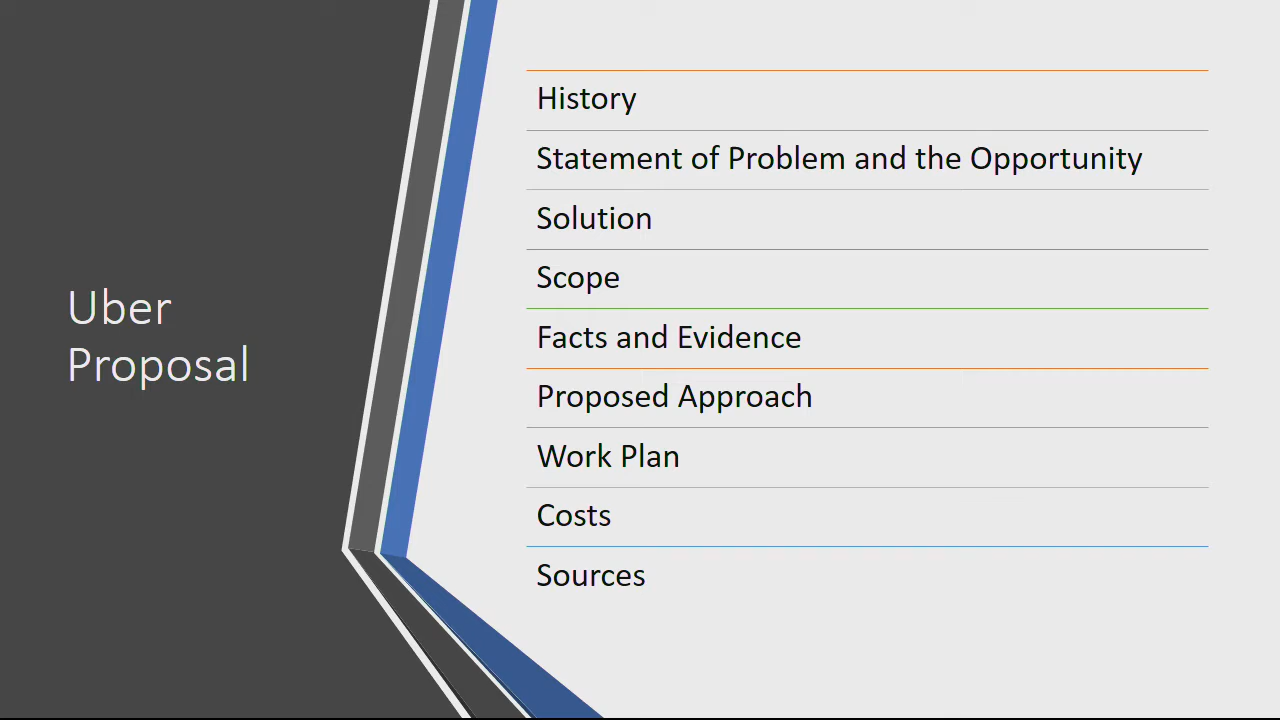 Uber
Proposal
History
Statement of Problem and the Opportunity
Solution
Scope
Facts and Evidence
Proposed Approach
Work Plan
Costs
Sources